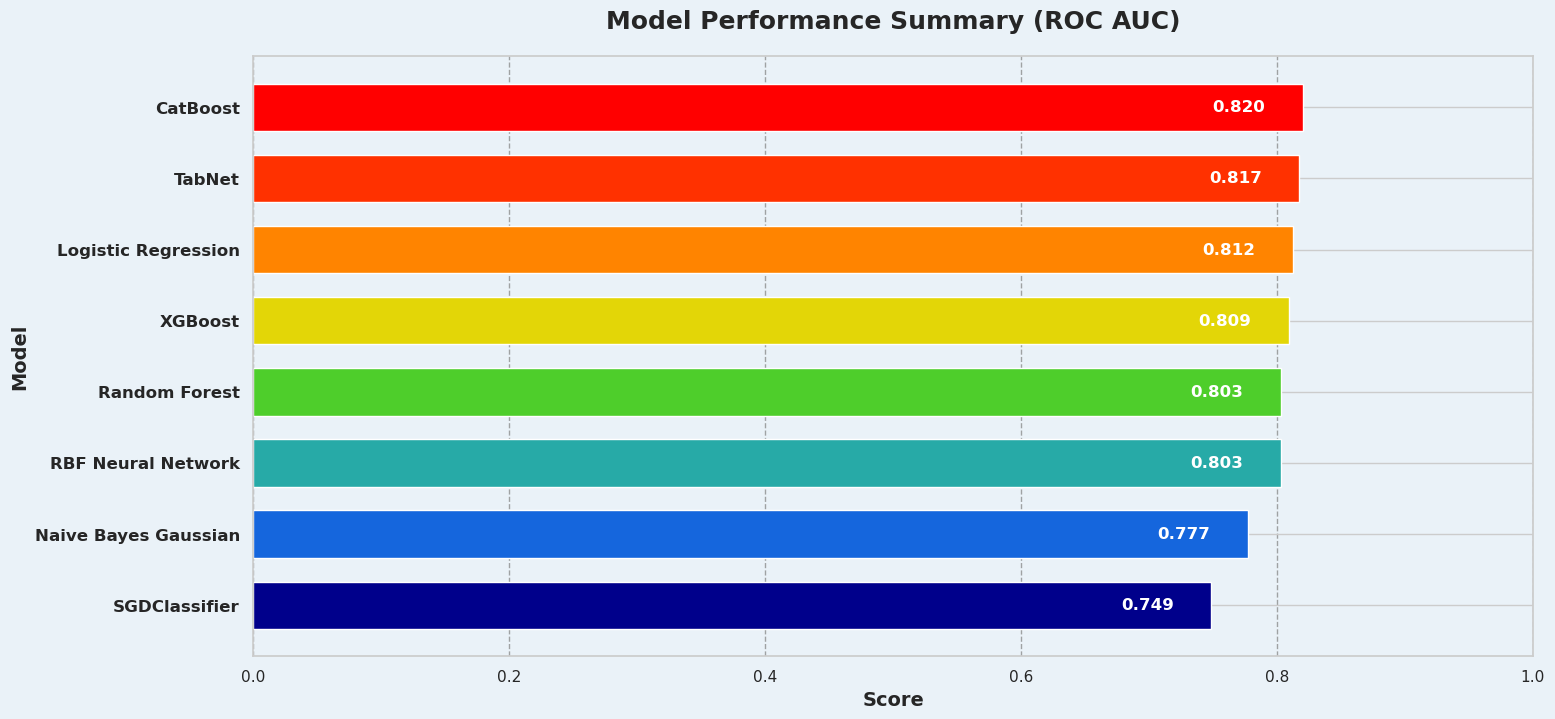 Model Performance Summary (ROC AUC)
Model
CatBoost
0.820
TabNet
0.817
Logistic Regression
0.812
XGBoost
0.809
Random Forest
0.803
RBF Neural Network
0.803
Naive Bayes Gaussian
0.777
SGDClassifier
0.749
0.0 0.2 0.4 0.6 0.8 1.0
Score